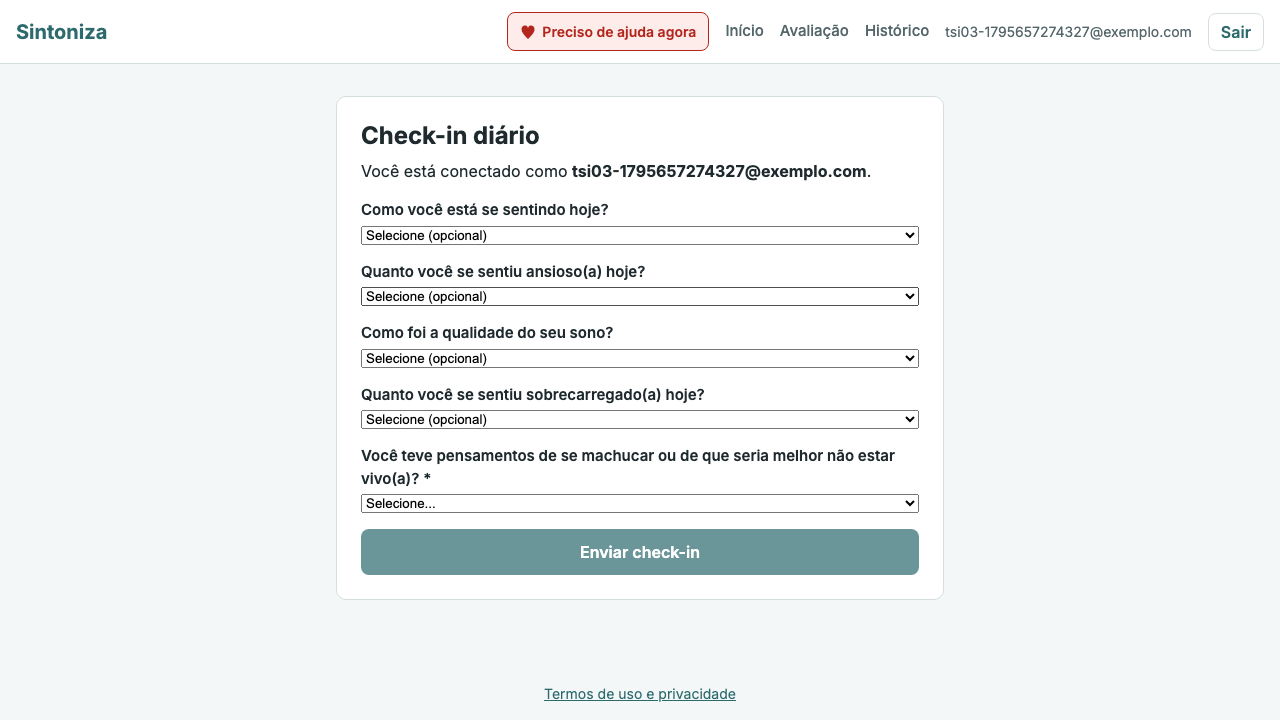 Sintoniza
Preciso de ajuda agora
Início
Avaliação
Histórico
tsi03-1795657274327@exemplo.com
Sair
Check-in diário
Você está conectado como tsi03-1795657274327@exemplo.com.
Como você está se sentindo hoje?
Selecione (opcional)
Quanto você se sentiu ansioso(a) hoje?
Selecione (opcional)
Como foi a qualidade do seu sono?
Selecione (opcional)
Quanto você se sentiu sobrecarregado(a) hoje?
Selecione (opcional)
Você teve pensamentos de se machucar ou de que seria melhor não estar
vivo(a)? *
Selecione...
Enviar check-in
Termos de uso e privacidade